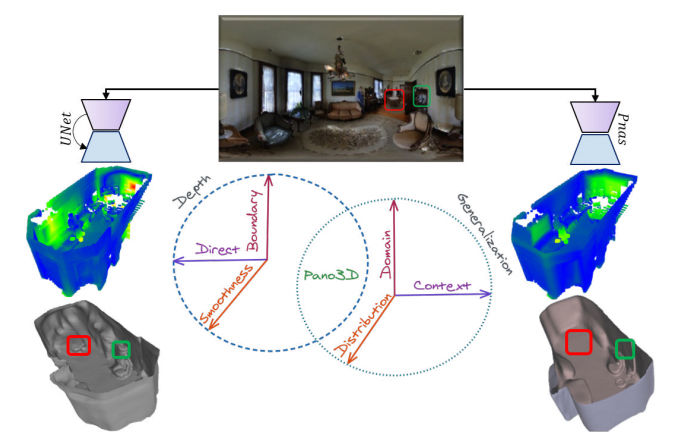 UNet
Pnas
Depth
Boundary
Direct
Smoothness
Generalization
Domain
Pano3D
Context
Distribution